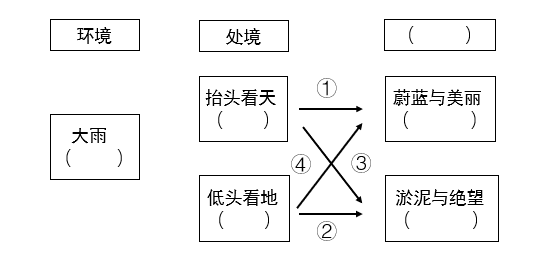 环境
处境
（　　）
抬头看天
（　　）
①
蔚蓝与美丽
（　　）
大雨
（　　）
④
③
低头看地
（　　）
②
淤泥与绝望
（　　）